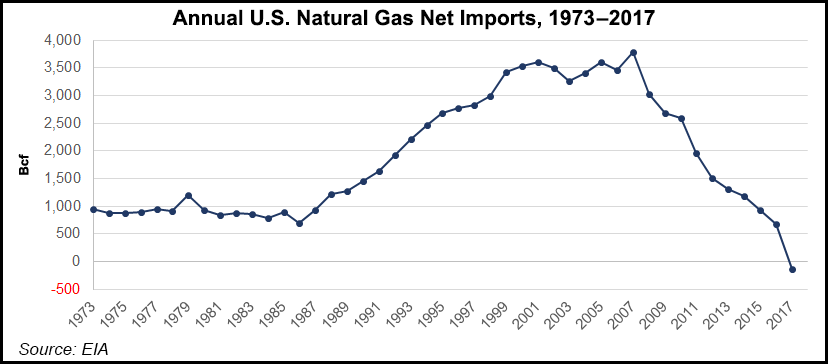 Annual U.S. Natural Gas Net Imports, 1973–2017
4,000
3,500
3,000
2,500
2,000
1,500
1,000
500
0
-500
Bcf
1973 1975 1977 1979 1981 1983 1985 1987 1989 1991 1993 1995 1997 1999 2001 2003 2005 2007 2009 2011 2013 2015 2017
Source: EIA